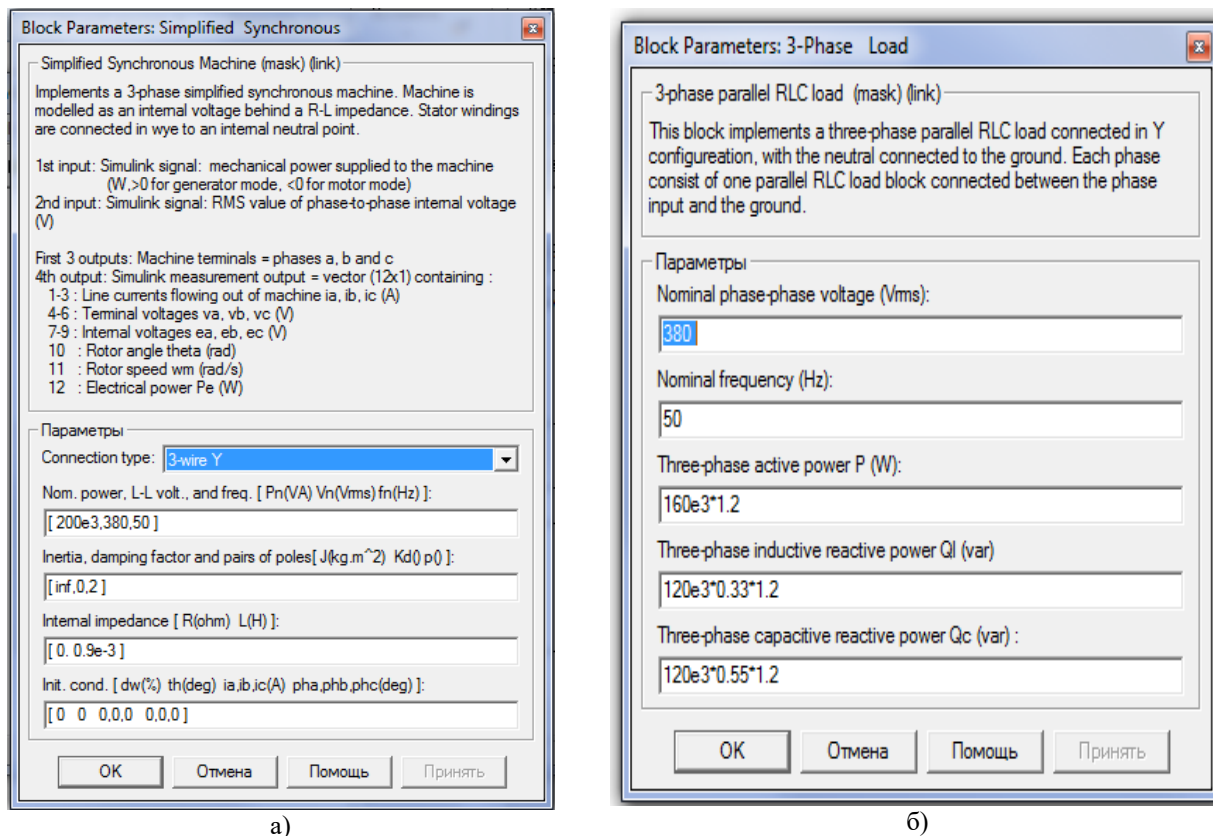 Block Parameters: Simplified Synchronous
Simplified Synchronous Machine (mask) (link)
Implements a 3-phase simplified synchronous machine. Machine is
modelled as an internal voltage behind a R-L impedance. Stator windings
are connected in wye to an internal neutral point.
1st input: Simulink signal: mechanical power supplied to the machine
(W,>0 for generator mode, <0 for motor mode)
2nd input: Simulink signal: RMS value of phase-to-phase internal voltage
(V)
First 3 outputs: Machine terminals = phases a, b and c
4th output: Simulink measurement output = vector (12x1) containing :
1-3 : Line currents flowing out of machine ia, ib, ic (A)
4-6 : Terminal voltages va, vb, vc (V)
7-9 : Internal voltages ea, eb, ec (V)
10 : Rotor angle theta (rad)
11 : Rotor speed wm (rad/s)
12 : Electrical power Pe (W)
Параметры
Connection type: 3-wire Y
Nom. power, L-L volt., and freq. [ Pn(VA) Vn(Vrms) fn(Hz) ]:
[ 200e3,380,50 ]
Inertia, damping factor and pairs of poles[ J(kg.m^2) Kd() p() ]:
[ inf,0,2 ]
Internal impedance [ R(ohm) L(H) ]:
[ 0. 0.9e-3 ]
Init. cond. [ dw(%) th(deg) ia,ib,ic(A) pha,phb,phc(deg) ]:
[ 0 0 0,0,0 0,0,0 ]
OK Отмена Помощь Принять
а)
Block Parameters: 3-Phase Load
3-phase parallel RLC load (mask) (link)
This block implements a three-phase parallel RLC load connected in Y
configureation, with the neutral connected to the ground. Each phase
consist of one parallel RLC load block connected between the phase
input and the ground.
Параметры
Nominal phase-phase voltage (Vrms):
380
Nominal frequency (Hz):
50
Three-phase active power P (W):
160e3*1.2
Three-phase inductive reactive power Ql (var)
120e3*0.33*1.2
Three-phase capacitive reactive power Qc (var) :
120e3*0.55*1.2
OK Отмена Помощь Принять
б)